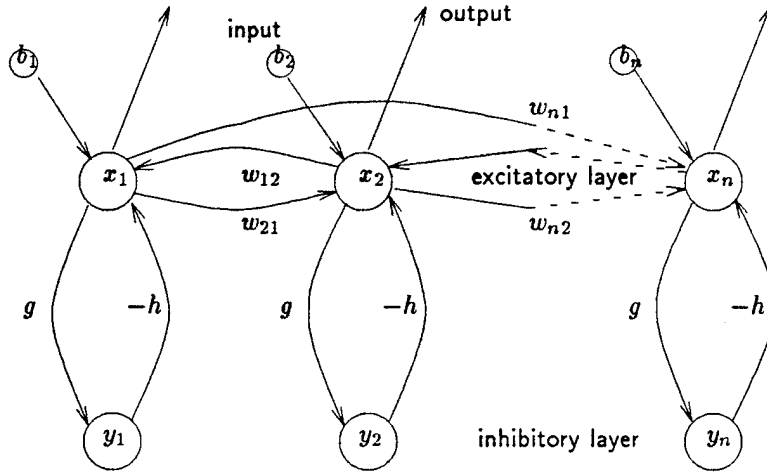 input
output
b₁
b₂
bₙ
wₙ₁
x₁
w₁₂
x₂
excitatory layer
xₙ
w₂₁
wₙ₂
g
−h
g
−h
g
−h
y₁
y₂
inhibitory layer
yₙ